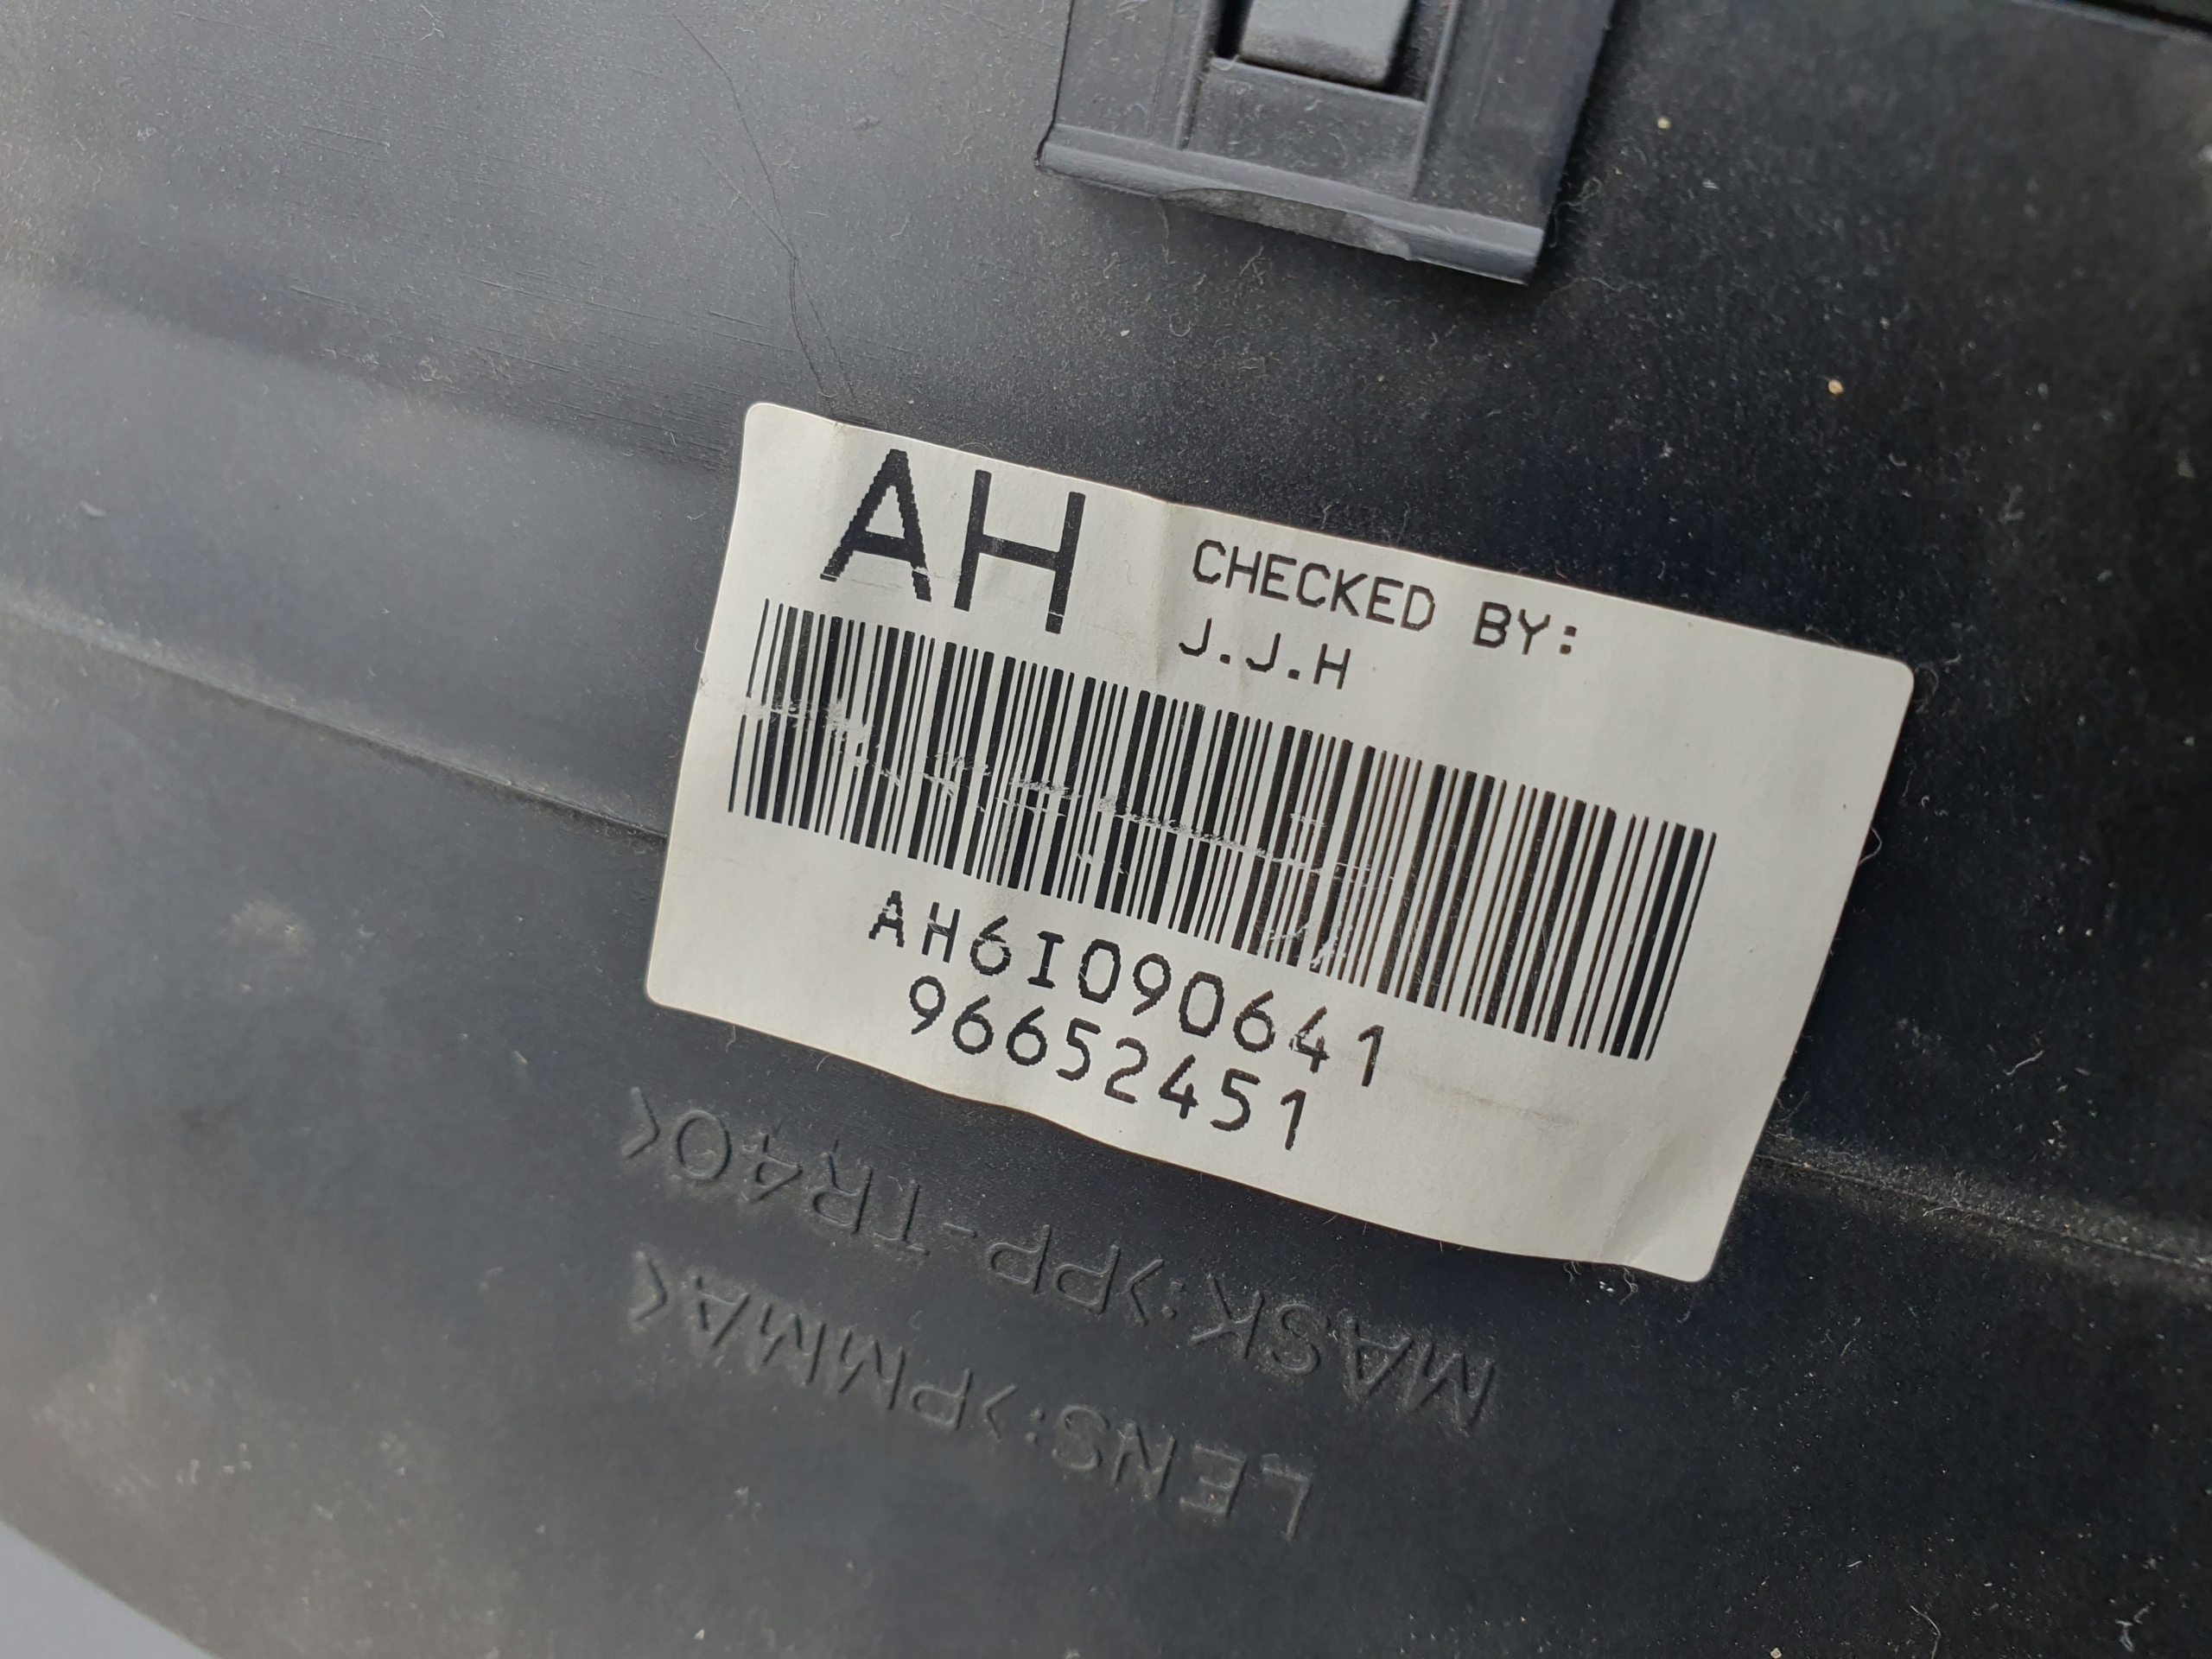 AH
CHECKED BY:
J.J.H
AH6I090641
96652451
MASK:>PP-TR40<
LENS:>PMMA<